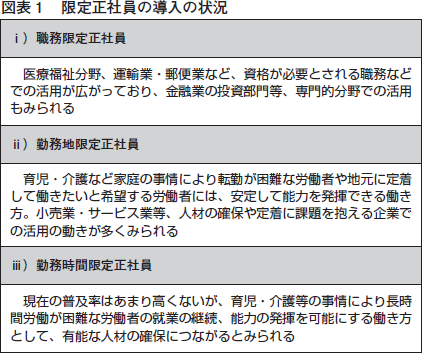 図表1　限定正社員の導入の状況
ⅰ）職務限定正社員
　医療福祉分野、運輸業・郵便業など、資格が必要とされる職務など
での活用が広がっており、金融業の投資部門等、専門的分野での活用
もみられる
ⅱ）勤務地限定正社員
　育児・介護など家庭の事情により転勤が困難な労働者や地元に定着
して働きたいと希望する労働者には、安定して能力を発揮できる働き
方。小売業・サービス業等、人材の確保や定着に課題を抱える企業で
の活用の動きが多くみられる
ⅲ）勤務時間限定正社員
　現在の普及率はあまり高くないが、育児・介護等の事情により長時
間労働が困難な労働者の就業の継続、能力の発揮を可能にする働き方
として、有能な人材の確保につながるとみられる